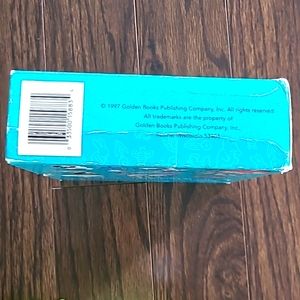 © 1997 Golden Books Publishing Company, Inc. All rights reserved.
All trademarks are the property of
Golden Books Publishing Company, Inc.
Racine, Wisconsin 53404